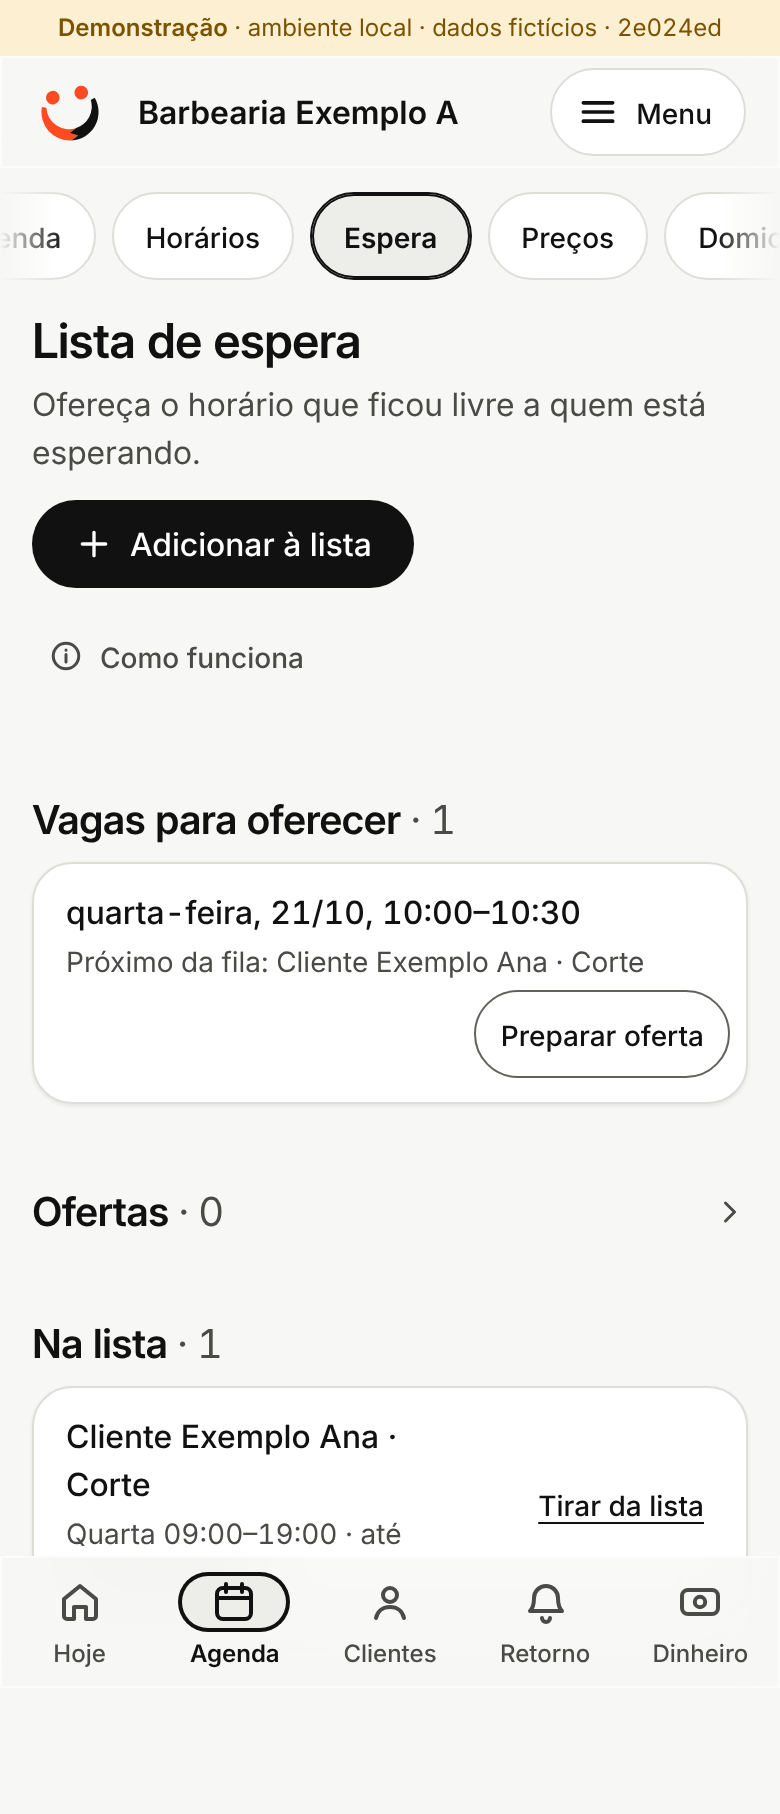 Demonstração · ambiente local · dados fictícios · 2e024ed
Barbearia Exemplo A
Menu
Horários
Espera
Preços
Lista de espera
Ofereça o horário que ficou livre a quem está
esperando.
Adicionar à lista
Como funciona
Vagas para oferecer · 1
quarta-feira, 21/10, 10:00–10:30
Próximo da fila: Cliente Exemplo Ana · Corte
Preparar oferta
Ofertas · 0
Na lista · 1
Cliente Exemplo Ana ·
Corte
Tirar da lista
Quarta 09:00–19:00 · até
Hoje
Agenda
Clientes
Retorno
Dinheiro